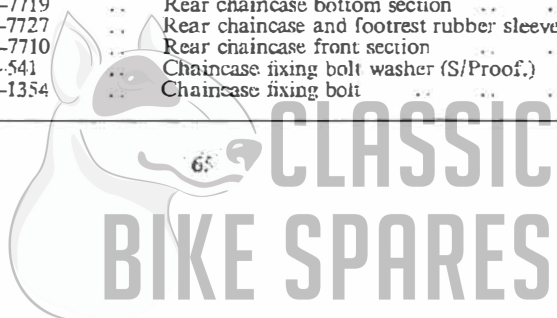 -7719 .. Rear chaincase bottom section .. .
-7727 .. Rear chaincase and footrest rubber sleeve
-7710 .. Rear chaincase front section .. .
-541 .. Chaincase fixing bolt washer (S/Proof.)
-1354 .. Chaincase fixing bolt .. .. .
65
CLASSIC
BIKE SPARES